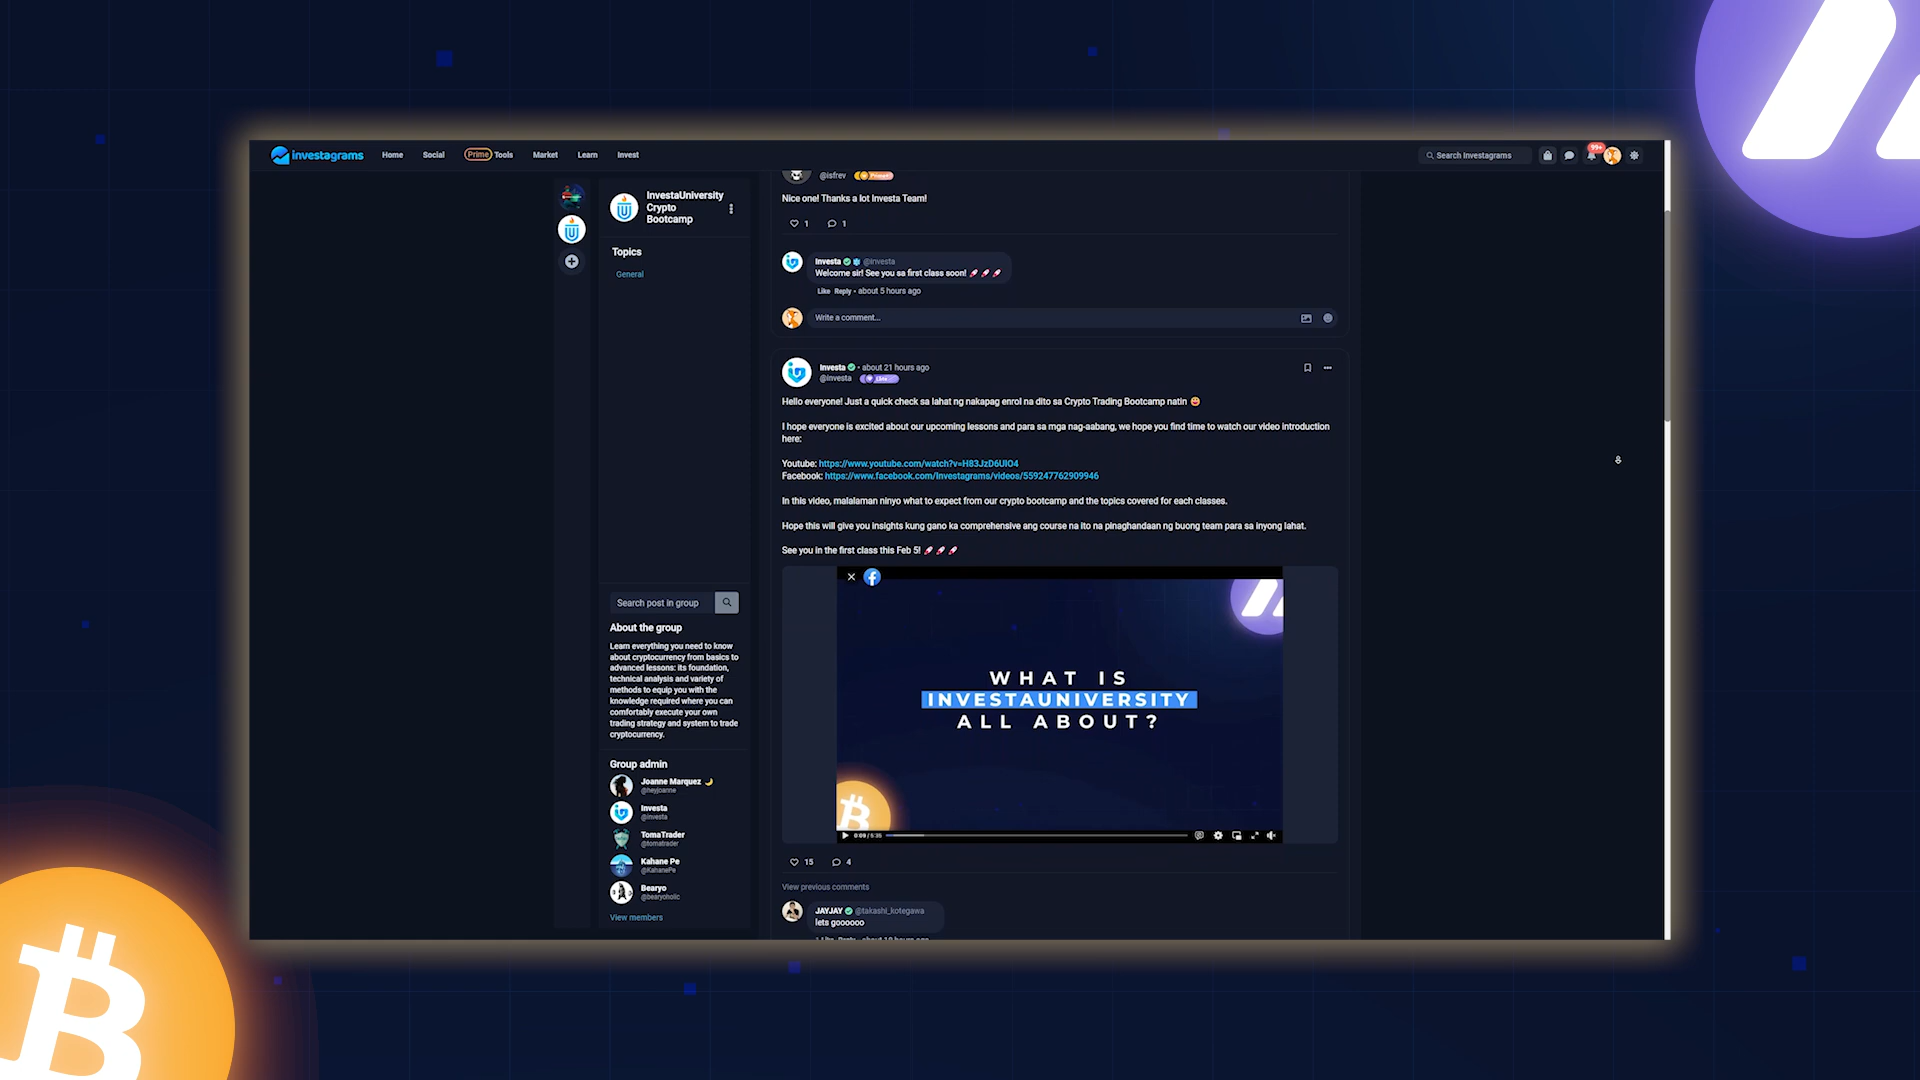 investagrams Home Social Prime Tools Market Learn Invest Search Investagrams 99+
InvestaUniversity
Crypto
Bootcamp
Topics
General
Search post in group
About the group
Learn everything you need to know
about cryptocurrency from basics to
advanced lessons: its foundation,
technical analysis and variety of
methods to equip you with the
knowledge required where you can
comfortably execute your own
trading strategy and system to trade
cryptocurrency.
Group admin
Joanne Marquez
@heyjoanne
Investa
@investa
TomaTrader
@tomatrader
Kahane Pe
@KahanePe
Bearyo
@bearyoholic
View members
@isfrev
Nice one! Thanks a lot Investa Team!
1 1
Investa @investa
Welcome sir! See you sa first class soon! 🚀 🚀 🚀
Like Reply • about 5 hours ago
Write a comment...
Investa • about 21 hours ago
@investa
Hello everyone! Just a quick check sa lahat ng nakapag enrol na dito sa Crypto Trading Bootcamp natin 😄
I hope everyone is excited about our upcoming lessons and para sa mga nag-aabang, we hope you find time to watch our video introduction
here:
Youtube: https://www.youtube.com/watch?v=H83JzD6UIO4
Facebook: https://www.facebook.com/Investagrams/videos/559247762909946
In this video, malalaman ninyo what to expect from our crypto bootcamp and the topics covered for each classes.
Hope this will give you insights kung gano ka comprehensive ang course na ito na pinaghandaan ng buong team para sa inyong lahat.
See you in the first class this Feb 5! 🚀 🚀 🚀
WHAT IS
INVESTAUNIVERSITY
ALL ABOUT?
0:09 / 5:35
15 4
View previous comments
JAYJAY @takashi_kotegawa
lets goooooo